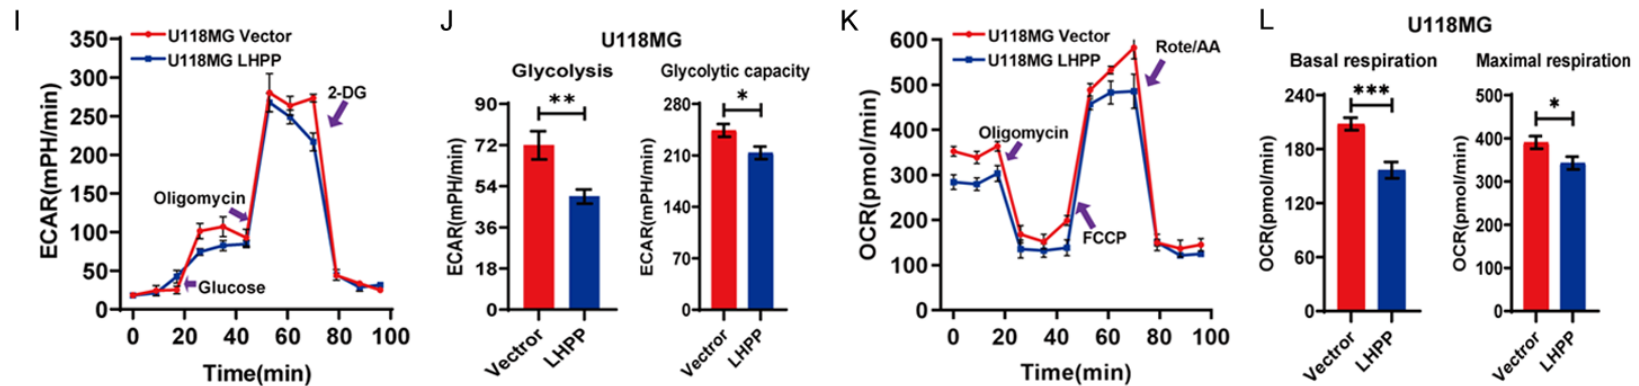 I
U118MG Vector
U118MG LHPP
350
300
250
200
150
100
50
0
ECAR(mPH/min)
2-DG
Oligomycin
Glucose
0 20 40 60 80 100
Time(min)
J
U118MG
Glycolysis
**
90
72
54
36
18
0
ECAR(mPH/min)
Vectror LHPP
Glycolytic capacity
*
280
210
140
70
0
ECAR(mPH/min)
Vectror LHPP
K
U118MG Vector
U118MG LHPP
600
500
400
300
200
100
0
OCR(pmol/min)
Rote/AA
Oligomycin
FCCP
0 20 40 60 80 100
Time(min)
L
U118MG
Basal respiration
***
240
180
120
60
0
OCR(pmol/min)
Vectror LHPP
Maximal respiration
*
500
400
300
200
100
0
OCR(pmol/min)
Vectror LHPP